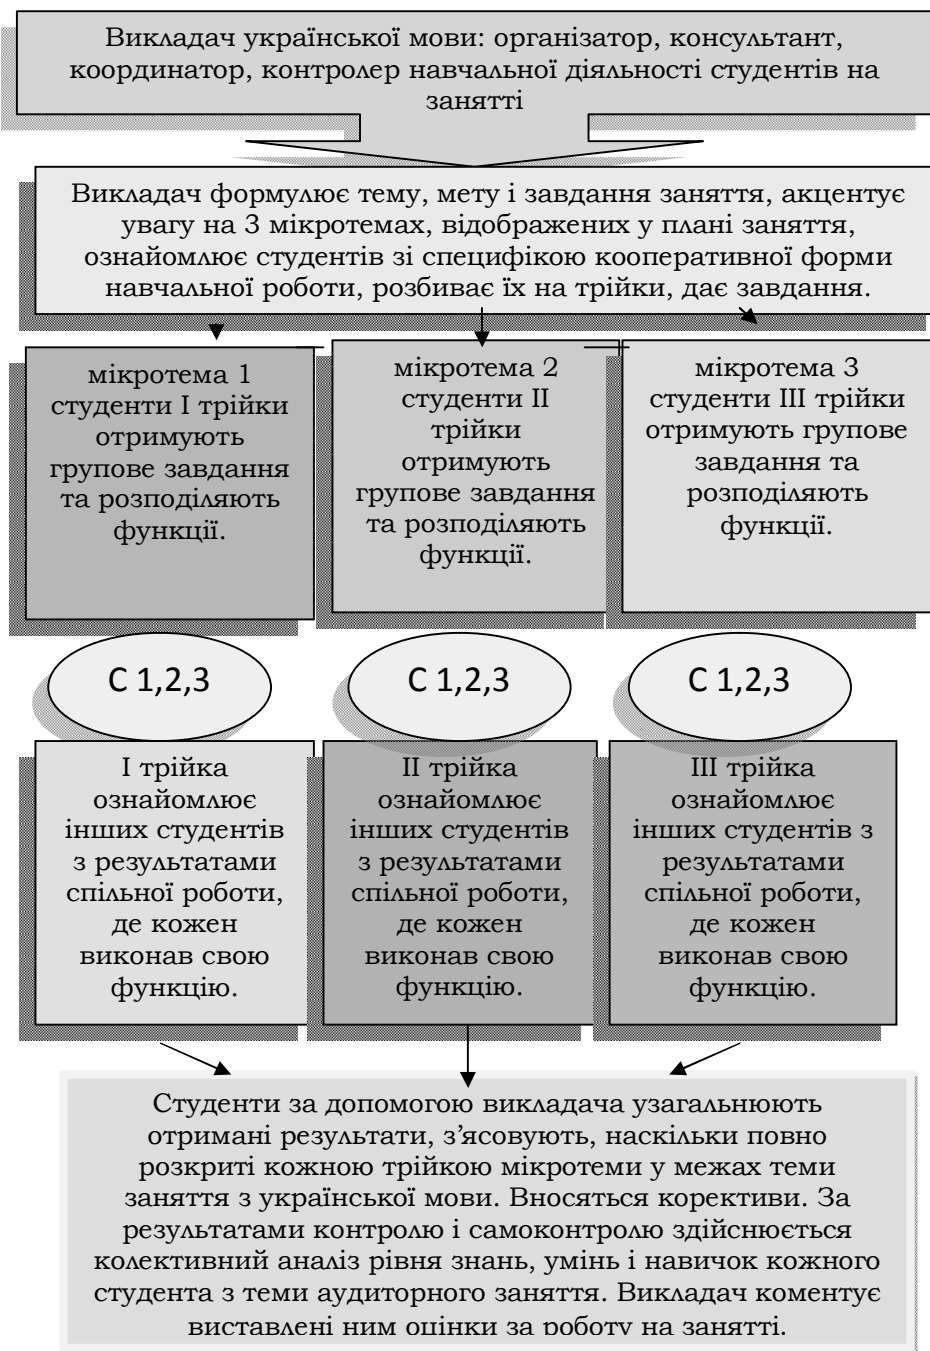 Викладач української мови: організатор, консультант,
координатор, контролер навчальної діяльності студентів на
занятті
Викладач формулює тему, мету і завдання заняття, акцентує
увагу на 3 мікротемах, відображених у плані заняття,
ознайомлює студентів зі специфікою кооперативної форми
навчальної роботи, розбиває їх на трійки, дає завдання.
мікротема 1
студенти І трійки
отримують
групове завдання
та розподіляють
функції.
мікротема 2
студенти ІІ
трійки
отримують
групове завдання
та розподіляють
функції.
мікротема 3
студенти ІІІ трійки
отримують групове
завдання та
розподіляють
функції.
С 1,2,3
С 1,2,3
С 1,2,3
І трійка
ознайомлює
інших студентів
з результатами
спільної роботи,
де кожен
виконав свою
функцію.
ІІ трійка
ознайомлює
інших студентів
з результатами
спільної роботи,
де кожен
виконав свою
функцію.
ІІІ трійка
ознайомлює
інших студентів з
результатами
спільної роботи,
де кожен
виконав свою
функцію.
Студенти за допомогою викладача узагальнюють
отримані результати, з’ясовують, наскільки повно
розкриті кожною трійкою мікротеми у межах теми
заняття з української мови. Вносяться корективи. За
результатами контролю і самоконтролю здійснюється
колективний аналіз рівня знань, умінь і навичок кожного
студента з теми аудиторного заняття. Викладач коментує
виставлені ним оцінки за роботу на занятті.